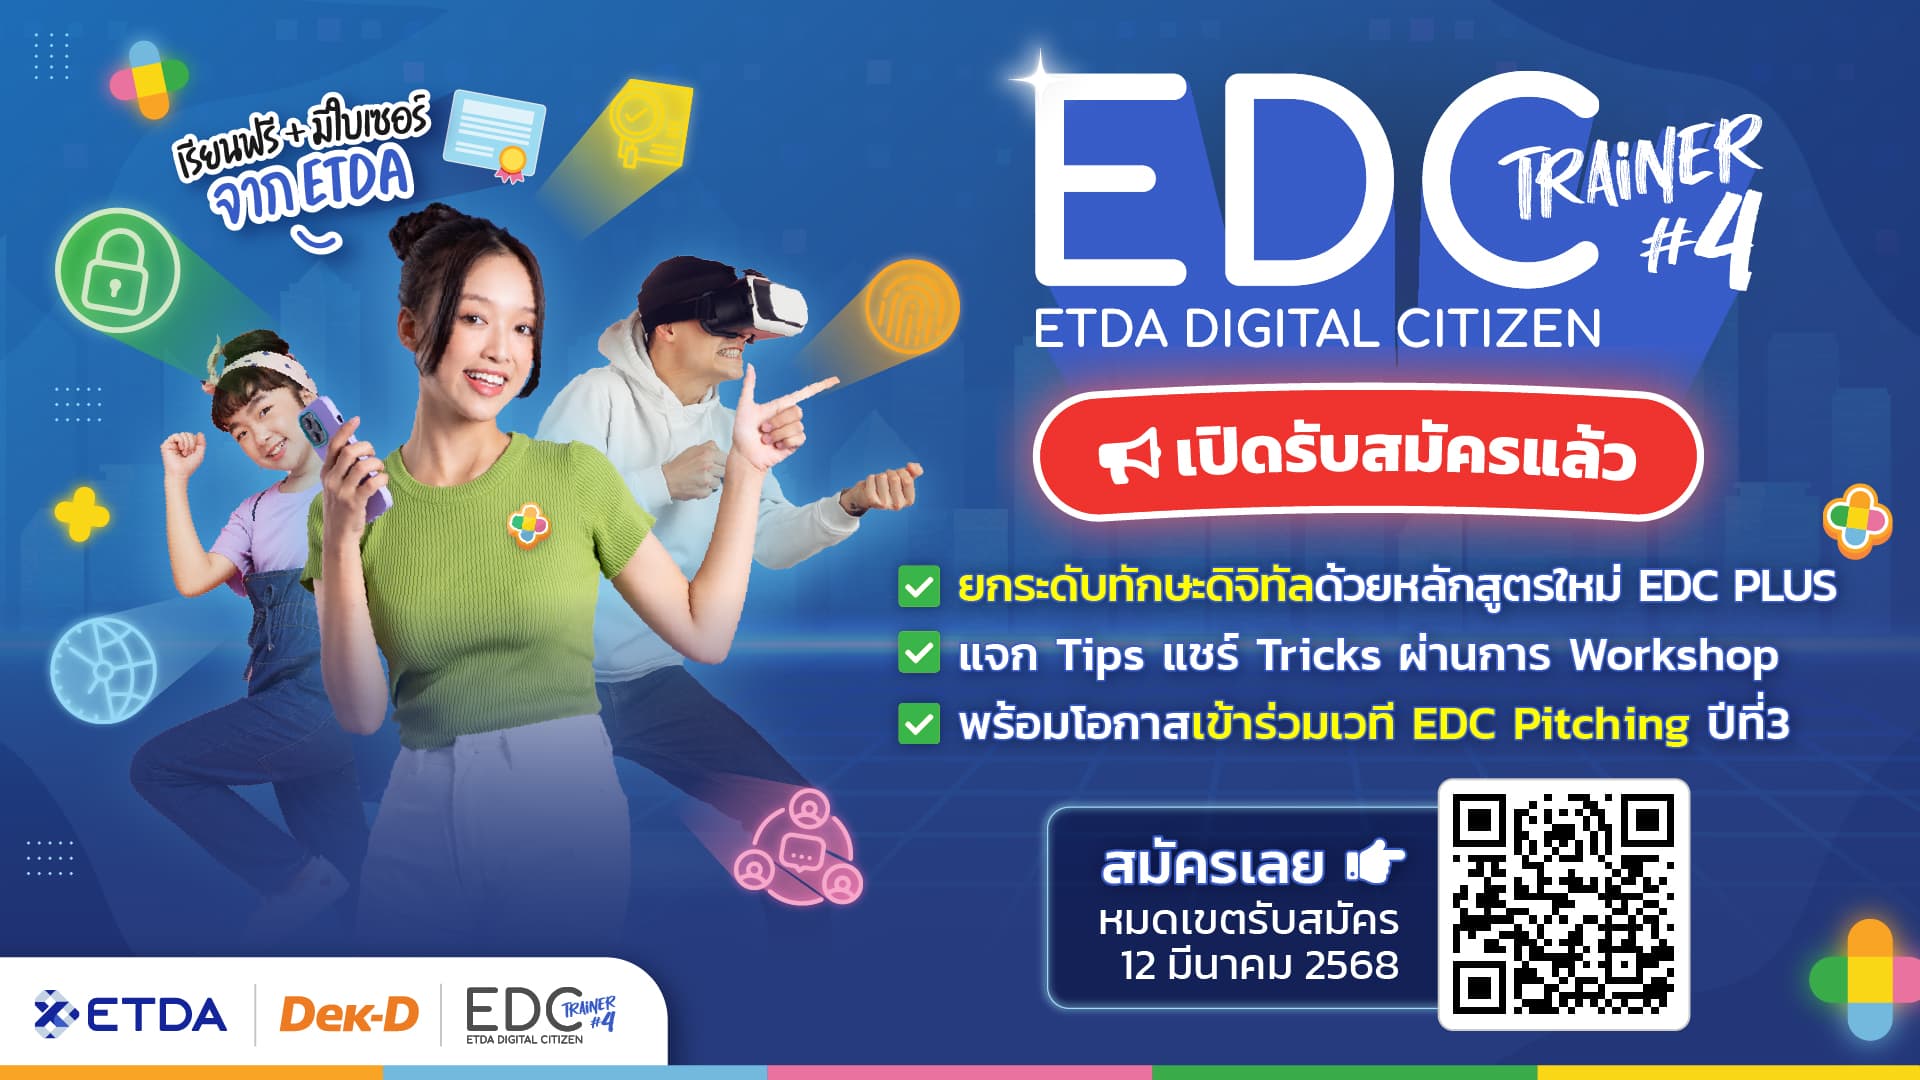 เรียนฟรี + มีใบเซอร์
จาก ETDA
EDC
TRAiNER
#4
ETDA DIGITAL CITIZEN
เปิดรับสมัครแล้ว
ยกระดับทักษะดิจิทัลด้วยหลักสูตรใหม่ EDC PLUS
แจก Tips แชร์ Tricks ผ่านการ Workshop
พร้อมโอกาสเข้าร่วมเวที EDC Pitching ปีที่3
สมัครเลย
หมดเขตรับสมัคร
12 มีนาคม 2568
ETDA
Dek-D
EDC
TRAiNER
#4
ETDA DIGITAL CITIZEN